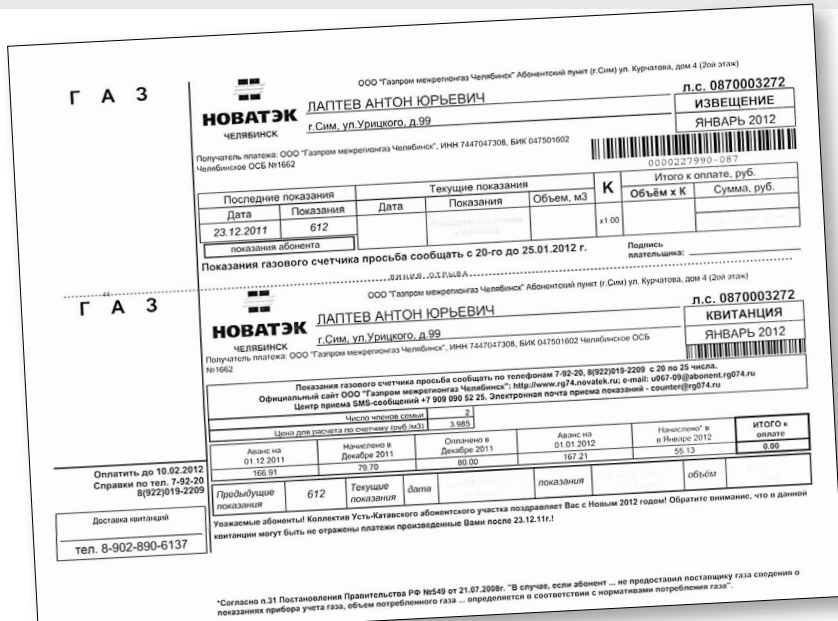 Г А З
НОВАТЭК
ЧЕЛЯБИНСК
ООО "Газпром межрегионгаз Челябинск" Абонентский пункт (г.Сим) ул. Курчатова, дом 4 (2ой этаж)
ЛАПТЕВ АНТОН ЮРЬЕВИЧ
г.Сим, ул.Урицкого, д.99
л.с. 0870003272
ИЗВЕЩЕНИЕ
ЯНВАРЬ 2012
Получатель платежа: ООО "Газпром межрегионгаз Челябинск", ИНН 7447047308, БИК 047501602
Челябинское ОСБ №1662
0000227990-087
Последние показания Текущие показания K Итого к оплате, руб.
Дата Показания Дата Показания Объем, м3 Объём x К Сумма, руб.
23.12.2011 612 x1.00
показания абонента
Показания газового счетчика просьба сообщать с 20-го до 25.01.2012 г.
Подпись
плательщика:
ЛИНИЯ ОТРЫВА
Г А З
НОВАТЭК
ЧЕЛЯБИНСК
ООО "Газпром межрегионгаз Челябинск" Абонентский пункт (г.Сим) ул. Курчатова, дом 4 (2ой этаж)
ЛАПТЕВ АНТОН ЮРЬЕВИЧ
г.Сим, ул.Урицкого, д.99
л.с. 0870003272
КВИТАНЦИЯ
ЯНВАРЬ 2012
Получатель платежа: ООО "Газпром межрегионгаз Челябинск", ИНН 7447047308, БИК 047501602 Челябинское ОСБ
№1662
Показания газового счетчика просьба сообщать по телефонам 7-92-20, 8(922)019-2209 с 20 по 25 числа.
Официальный сайт ООО "Газпром межрегионгаз Челябинск": http://www.rg74.novatek.ru; e-mail: u067-09@abonent.rg074.ru
Центр приема SMS-сообщений +7 909 090 52 25. Электронная почта приема показаний - counter@rg074.ru
Число членов семьи 2
Цена для расчета по счетчику (руб./м3) 3.985
Аванс на Начислено в Оплачено в Аванс на Начислено* в ИТОГО к
01.12.2011 Декабре 2011 Декабре 2011 01.01.2012 в Январе 2012 оплате
166.91 79.70 80.00 167.21 55.13 0.00
Оплатить до 10.02.2012
Справки по тел. 7-92-20
8(922)019-2209
Предыдущие показания 612 Текущие показания дата показания объём
Доставка квитанций
тел. 8-902-890-6137
Уважаемые абоненты! Коллектив Усть-Катавского абонентского участка поздравляет Вас с Новым 2012 годом! Обратите внимание, что в данной
квитанции могут быть не отражены платежи произведенные Вами после 23.12.11г.!
*Согласно п.31 Постановления Правительства РФ №549 от 21.07.2008г. "В случае, если абонент ... не предоставил поставщику газа сведения о
показаниях прибора учета газа, объем потребленного газа ... определяется в соответствии с нормативами потребления газа".